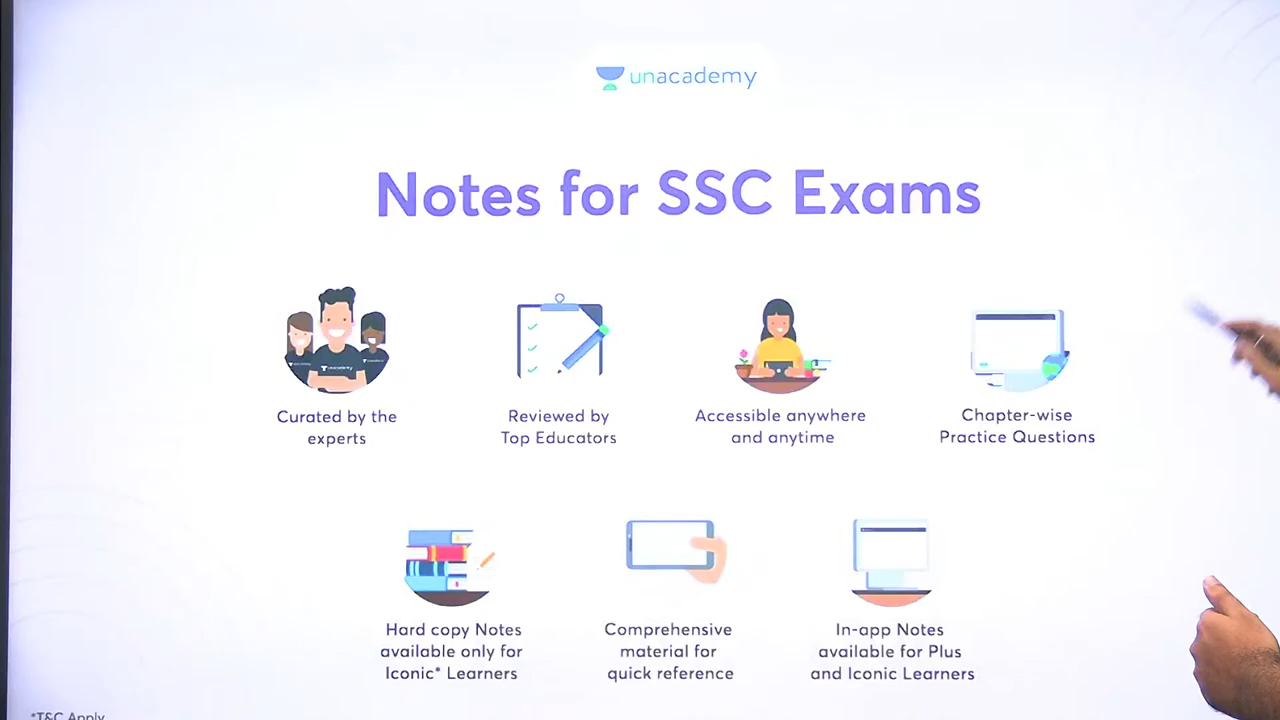 unacademy
Notes for SSC Exams
Curated by the
experts
Reviewed by
Top Educators
Accessible anywhere
and anytime
Chapter-wise
Practice Questions
Hard copy Notes
available only for
Iconic* Learners
Comprehensive
material for
quick reference
In-app Notes
available for Plus
and Iconic Learners
*T&C Apply